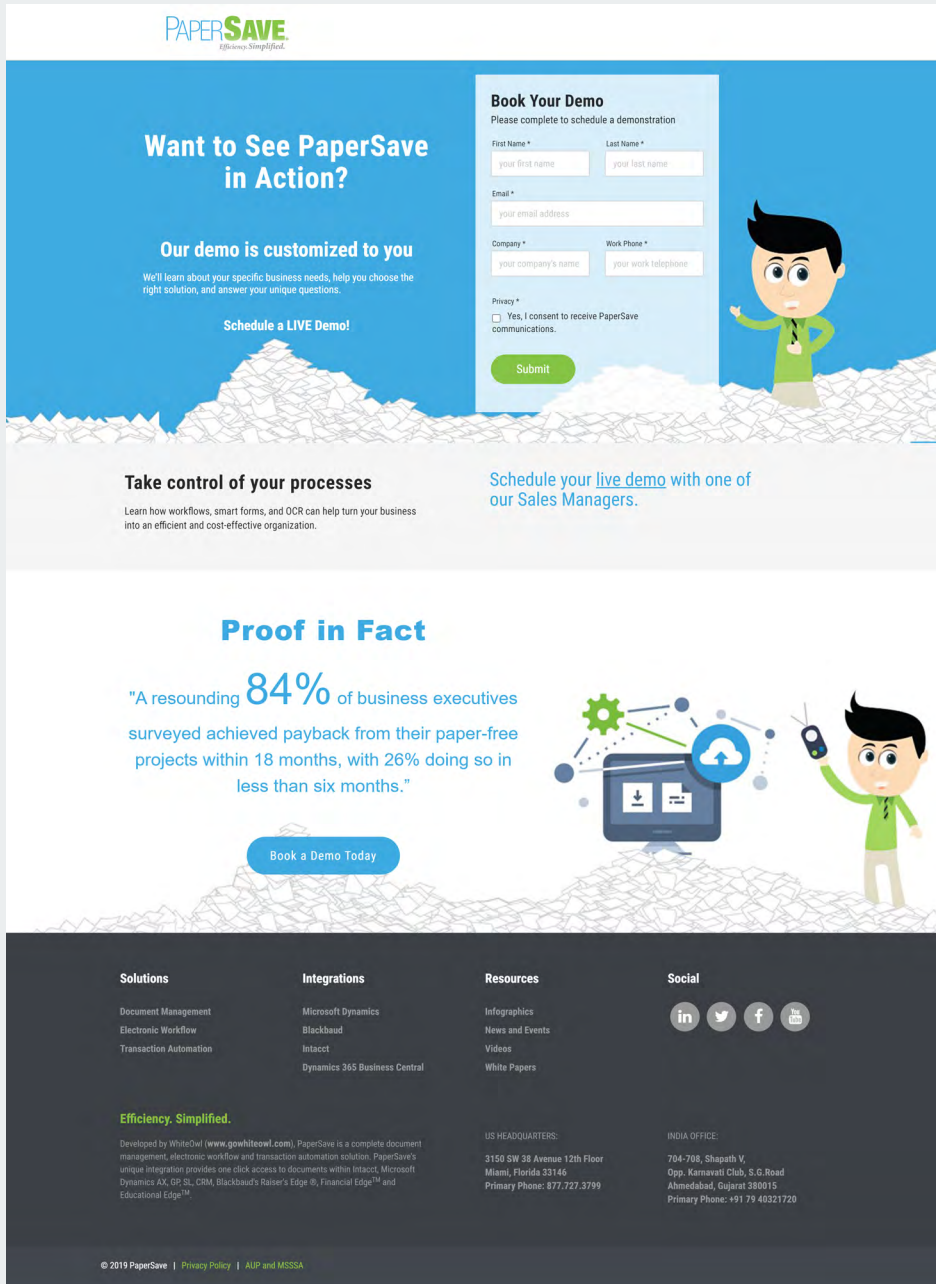 PAPERSAVE®
Efficiency. Simplified.
Want to See PaperSave
in Action?
Our demo is customized to you
We'll learn about your specific business needs, help you choose the
right solution, and answer your unique questions.
Schedule a LIVE Demo!
Book Your Demo
Please complete to schedule a demonstration
First Name *
Last Name *
your first name
your last name
Email *
your email address
Company *
Work Phone *
your company's name
your work telephone
Privacy *
Yes, I consent to receive PaperSave
communications.
Submit
Take control of your processes
Learn how workflows, smart forms, and OCR can help turn your business
into an efficient and cost-effective organization.
Schedule your live demo with one of
our Sales Managers.
Proof in Fact
"A resounding 84% of business executives
surveyed achieved payback from their paper-free
projects within 18 months, with 26% doing so in
less than six months.”
Book a Demo Today
Solutions
Document Management
Electronic Workflow
Transaction Automation
Integrations
Microsoft Dynamics
Blackbaud
Intacct
Dynamics 365 Business Central
Resources
Infographics
News and Events
Videos
White Papers
Social
in
f
You
Tube
Efficiency. Simplified.
Developed by WhiteOwl (www.gowhiteowl.com), PaperSave is a complete document
management, electronic workflow and transaction automation solution. PaperSave's
unique integration provides one click access to documents within Intacct, Microsoft
Dynamics AX, GP, SL, CRM, Blackbaud's Raiser's Edge ®, Financial Edge™ and
Educational Edge™.
US HEADQUARTERS:
3150 SW 38 Avenue 12th Floor
Miami, Florida 33146
Primary Phone: 877.727.3799
INDIA OFFICE:
704-708, Shapath V,
Opp. Karnavati Club, S.G.Road
Ahmedabad, Gujarat 380015
Primary Phone: +91 79 40321720
© 2019 PaperSave | Privacy Policy | AUP and MSSSA